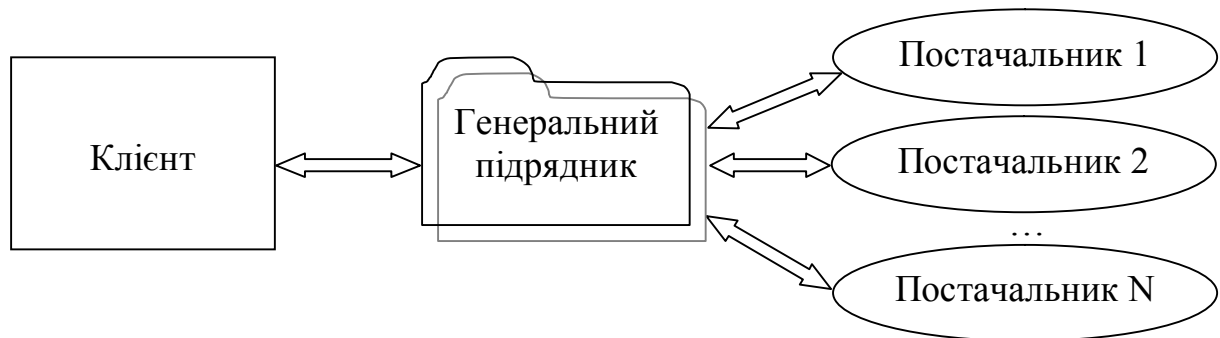 Клієнт
Генеральний
підрядник
Постачальник 1
Постачальник 2
…
Постачальник N